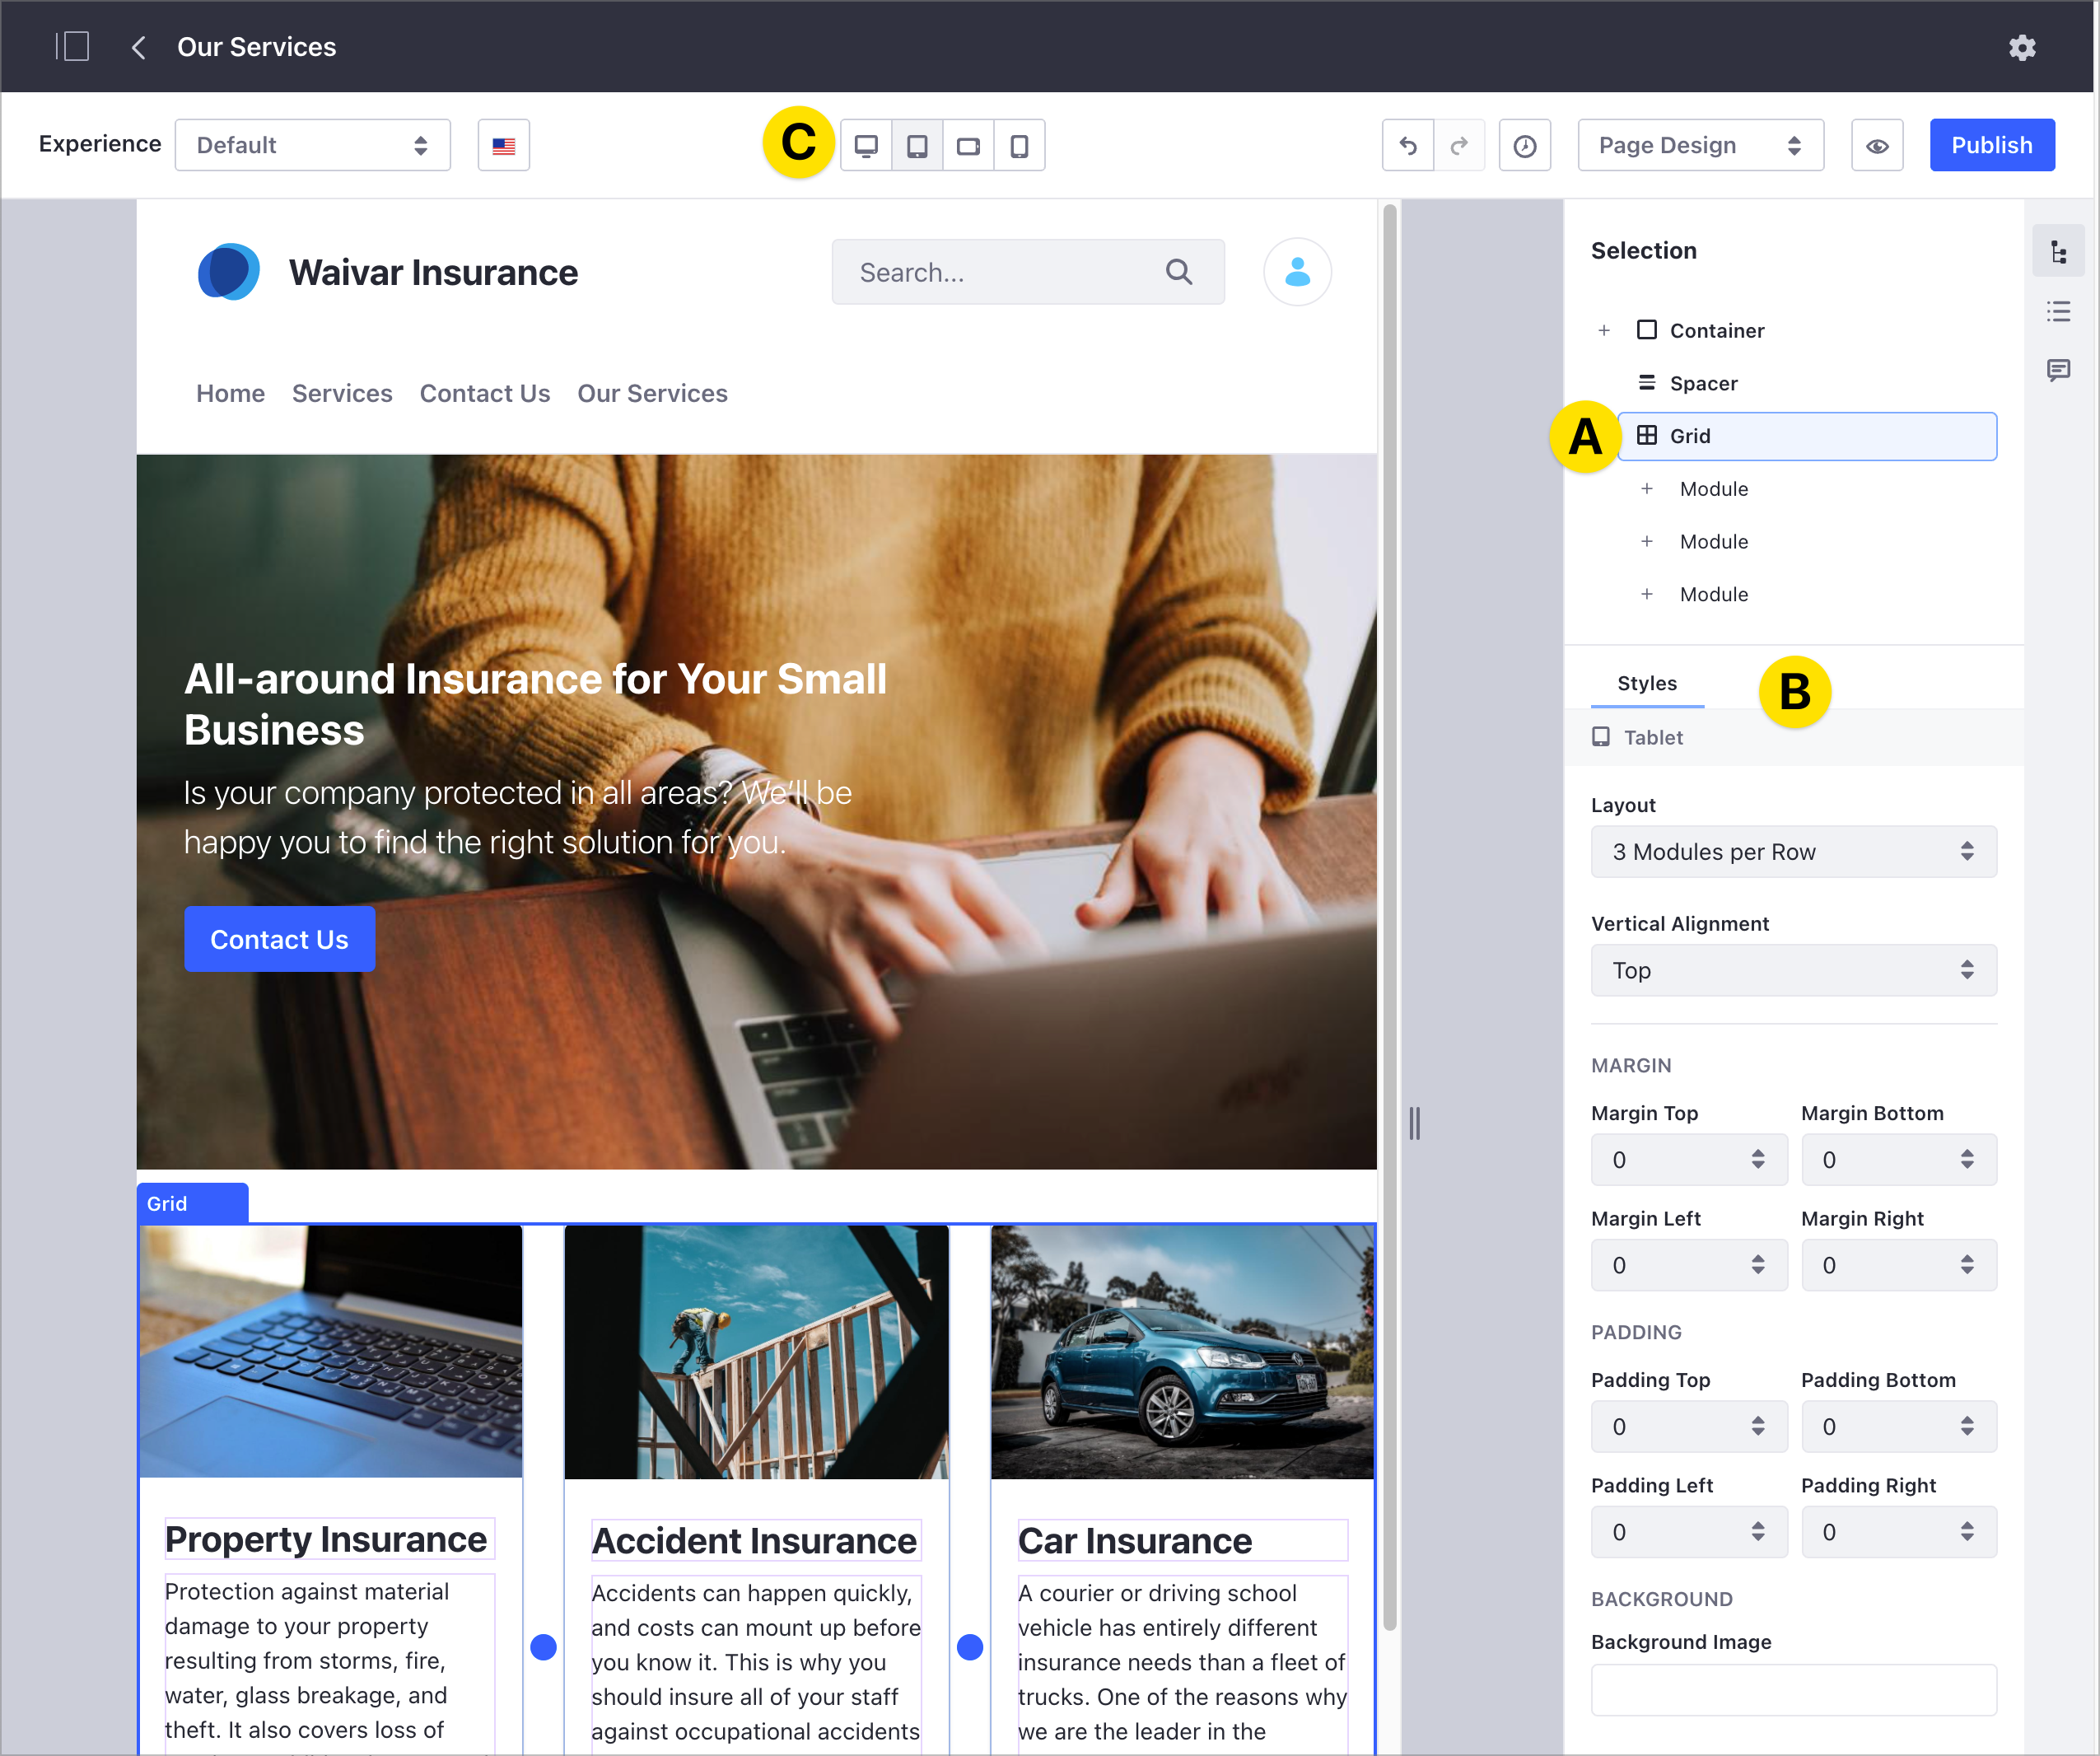 Our Services
Experience
Default
C
Page Design
Publish
Waivar Insurance
Search...
Home Services Contact Us Our Services
All-around Insurance for Your Small
Business
Is your company protected in all areas? We'll be
happy you to find the right solution for you.
Contact Us
Grid
Property Insurance
Protection against material
damage to your property
resulting from storms, fire,
water, glass breakage, and
theft. It also covers loss of
Accident Insurance
Accidents can happen quickly,
and costs can mount up before
you know it. This is why you
should insure all of your staff
against occupational accidents
Car Insurance
A courier or driving school
vehicle has entirely different
insurance needs than a fleet of
trucks. One of the reasons why
we are the leader in the
Selection
Container
Spacer
A
Grid
Module
Module
Module
Styles
B
Tablet
Layout
3 Modules per Row
Vertical Alignment
Top
MARGIN
Margin Top Margin Bottom
0 0
Margin Left Margin Right
0 0
PADDING
Padding Top Padding Bottom
0 0
Padding Left Padding Right
0 0
BACKGROUND
Background Image